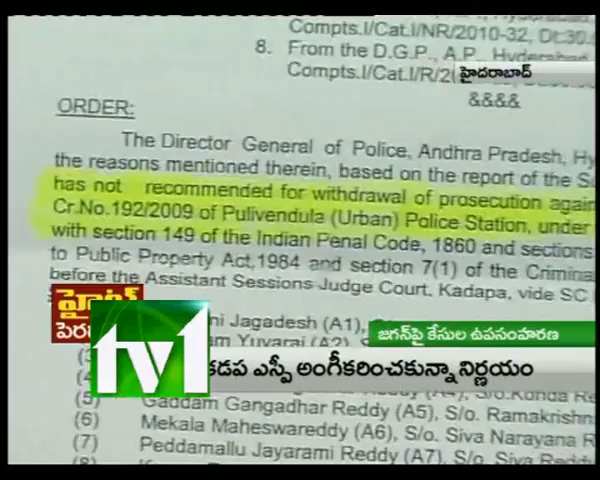 Compts.I/Cat.I/NR/2010-32, Dt:30.
8. From the D.G.P., A.P., Hyderabad
Compts.I/Cat.I/R/2
హైదరాబాద్
&&&&
ORDER:
The Director General of Police, Andhra Pradesh, Hy
the reasons mentioned therein, based on the report of the
has not recommended for withdrawal of prosecution again
Cr.No.192/2009 of Pulivendula (Urban) Police Station, under
with section 149 of the Indian Penal Code, 1860 and sections
to Public Property Act,1984 and section 7(1) of the Crimina
before the Assistant Sessions Judge Court, Kadapa, vide SC
హైటెక్
పెర
ni Jagadesh (A1),
am Yuvaraj (A2)
జగన్‌పై కేసుల ఉపసంహరణ
tv1
కడప ఎస్పీ అంగీకరించకున్నా నిర్ణయం
(5) Gaddam Gangadhar Reddy (A5), S/o. Ramakrishn
(6) Mekala Maheswareddy (A6), S/o. Siva Narayana R
(7) Peddamallu Jayarami Reddy (A7), S/o. Siva Reddy
(8)